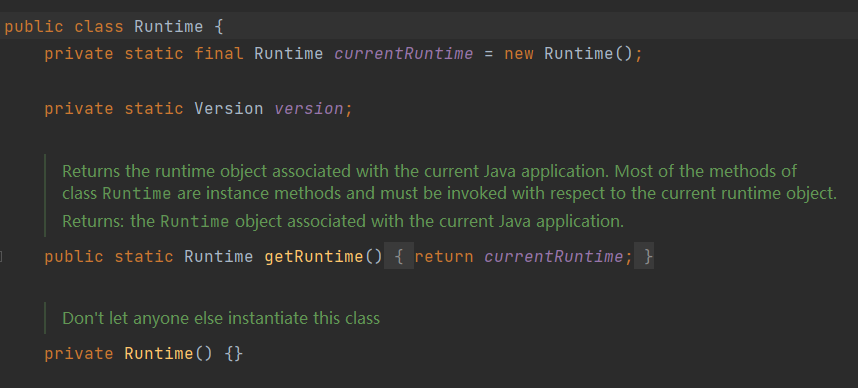 public class Runtime {
private static final Runtime currentRuntime = new Runtime();
private static Version version;
Returns the runtime object associated with the current Java application. Most of the methods of
class Runtime are instance methods and must be invoked with respect to the current runtime object.
Returns: the Runtime object associated with the current Java application.
public static Runtime getRuntime() { return currentRuntime; }
Don't let anyone else instantiate this class
private Runtime() {}